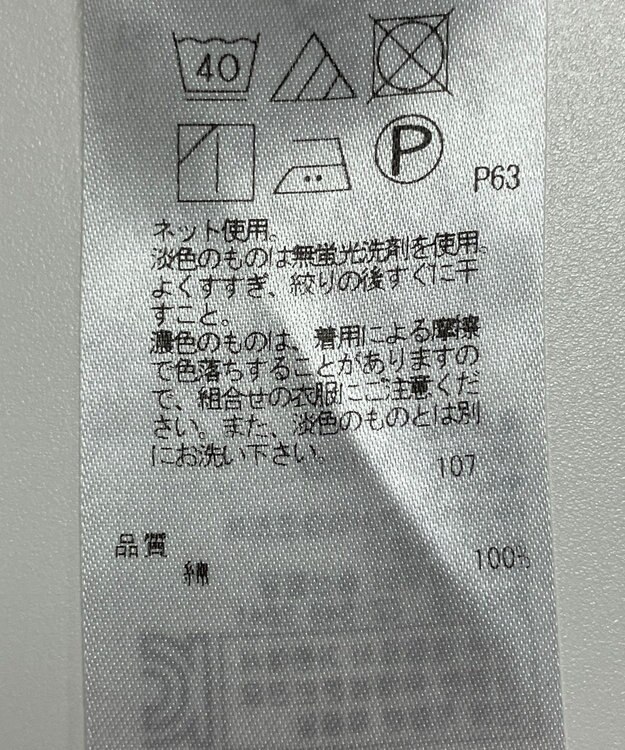 40
P
P63
ネット使用。
淡色のものは無蛍光洗剤を使用。
よくすすぎ、絞りの後すぐに干
すこと。
濃色のものは、着用による摩擦
で色落ちすることがありますの
で、組合せの衣服にご注意くだ
さい。また、淡色のものとは別
にお洗い下さい。
107
品質
綿 100%